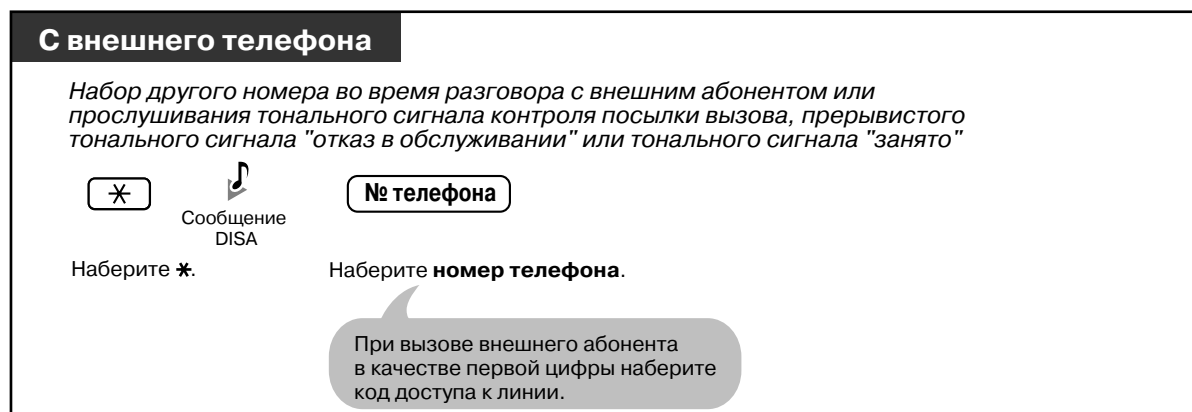 С внешнего телефона
Набор другого номера во время разговора с внешним абонентом или
прослушивания тонального сигнала контроля посылки вызова, прерывистого
тонального сигнала "отказ в обслуживании" или тонального сигнала "занято"
№ телефона
Сообщение
DISA
Наберите *. Наберите номер телефона.
При вызове внешнего абонента
в качестве первой цифры наберите
код доступа к линии.